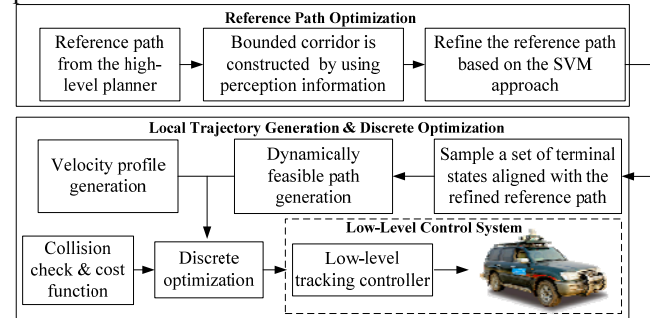 Reference Path Optimization
Reference path
from the high-
level planner
Bounded corridor is
constructed by using
perception information
Refine the reference path
based on the SVM
approach
Local Trajectory Generation & Discrete Optimization
Velocity profile
generation
Dynamically
feasible path
generation
Sample a set of terminal
states aligned with the
refined reference path
Collision
check & cost
function
Discrete
optimization
Low-Level Control System
Low-level
tracking controller